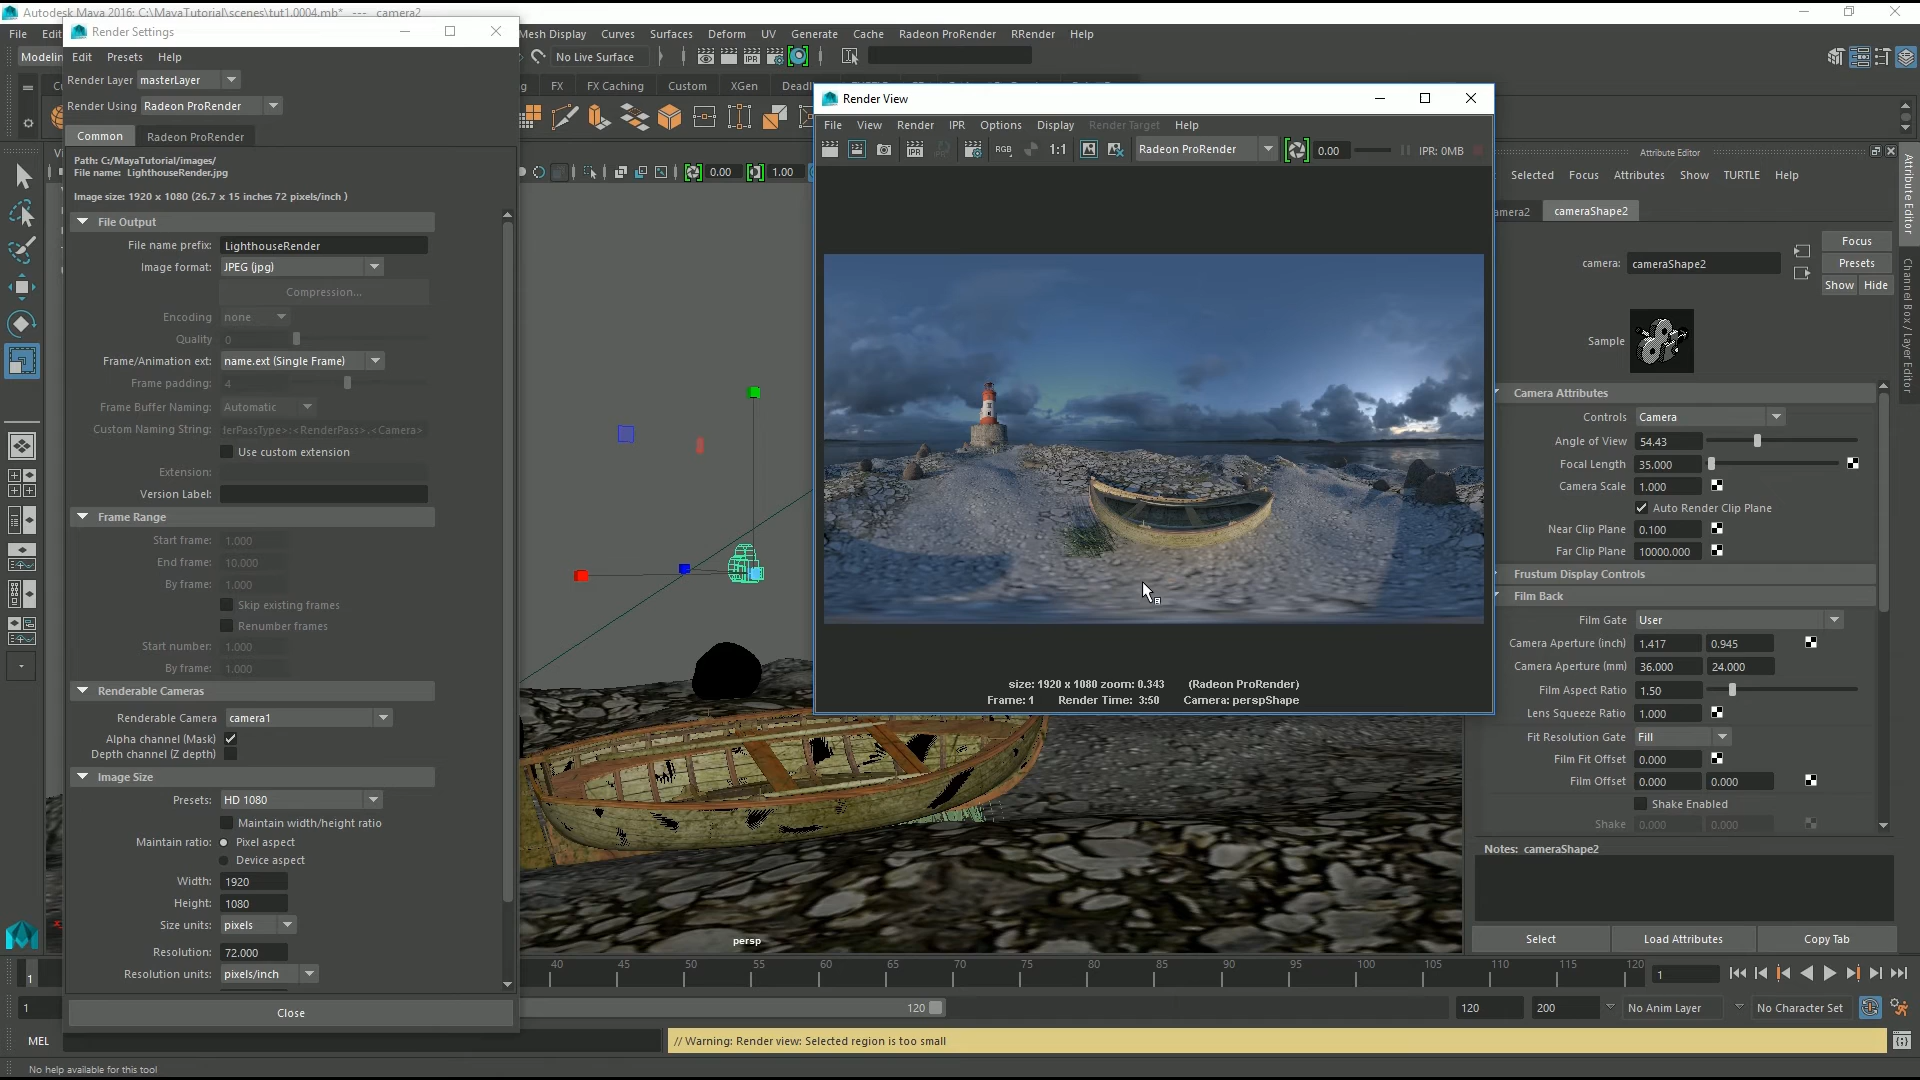 Autodesk Maya 2016: C:\MayaTutorial\scenes\tut1.0004.mb* --- camera2
File Edit
Mesh Display Curves Surfaces Deform UV Generate Cache Radeon ProRender RRender Help
No Live Surface
FX FX Caching Custom XGen
0.00 1.00
Render Settings
Edit Presets Help
Render Layer masterLayer
Render Using Radeon ProRender
Common Radeon ProRender
Path: C:/MayaTutorial/images/
File name: LighthouseRender.jpg
Image size: 1920 x 1080 (26.7 x 15 inches 72 pixels/inch )
File Output
File name prefix: LighthouseRender
Image format: JPEG (jpg)
Compression...
Encoding none
Quality 0
Frame/Animation ext: name.ext (Single Frame)
Frame padding: 4
Frame Buffer Naming: Automatic
Custom Naming String: ferPassType>:<RenderPass>.<Camera>
Use custom extension
Extension:
Version Label:
Frame Range
Start frame: 1.000
End frame: 10.000
By frame: 1.000
Skip existing frames
Renumber frames
Start number: 1.000
By frame: 1.000
Renderable Cameras
Renderable Camera camera1
Alpha channel (Mask)
Depth channel (Z depth)
Image Size
Presets: HD 1080
Maintain width/height ratio
Maintain ratio: Pixel aspect
Device aspect
Width: 1920
Height: 1080
Size units: pixels
Resolution: 72.000
Resolution units: pixels/inch
Close
Render View
File View Render IPR Options Display Render Target Help
IPR RGB 1:1 Radeon ProRender 0.00 IPR: 0MB
size: 1920 x 1080 zoom: 0.343 (Radeon ProRender)
Frame: 1 Render Time: 3:50 Camera: perspShape
persp
Attribute Editor
Selected Focus Attributes Show TURTLE Help
cameraShape2
Focus
camera: cameraShape2
Presets
Show Hide
Sample
Camera Attributes
Controls Camera
Angle of View 54.43
Focal Length 35.000
Camera Scale 1.000
Auto Render Clip Plane
Near Clip Plane 0.100
Far Clip Plane 10000.000
Frustum Display Controls
Film Back
Film Gate User
Camera Aperture (inch) 1.417 0.945
Camera Aperture (mm) 36.000 24.000
Film Aspect Ratio 1.50
Lens Squeeze Ratio 1.000
Fit Resolution Gate Fill
Film Fit Offset 0.000
Film Offset 0.000 0.000
Shake Enabled
Shake 0.000 0.000
Notes: cameraShape2
Select Load Attributes Copy Tab
Attribute Editor
Channel Box / Layer Editor
1 40 45 50 55 60 65 70 75 80 85 90 95 100 105 110 115 120 1
1 120 120 200 No Anim Layer No Character Set
MEL // Warning: Render view: Selected region is too small
No help available for this tool